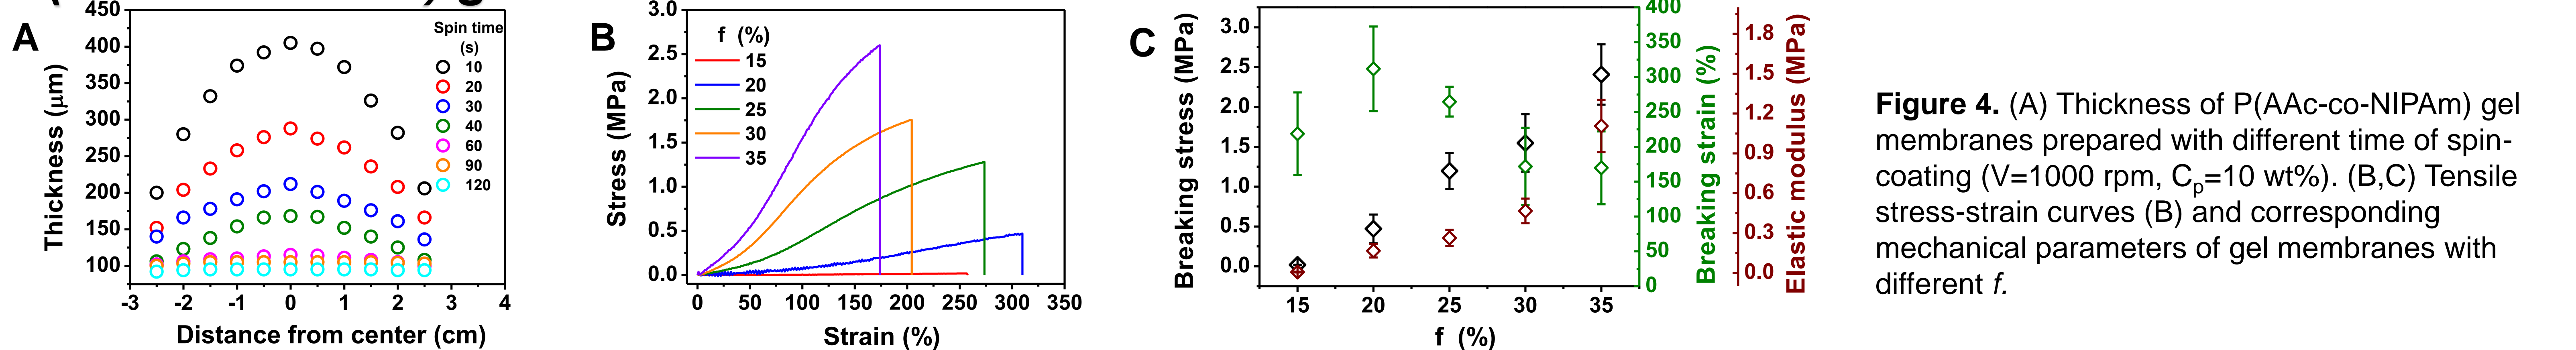 A
Thickness (μm)
450
400
350
300
250
200
150
100
-3 -2 -1 0 1 2 3 4
Distance from center (cm)
Spin time
(s)
10
20
30
40
60
90
120
B
Stress (MPa)
3.0
2.5
2.0
1.5
1.0
0.5
0.0
f (%)
15
20
25
30
35
0 50 100 150 200 250 300 350
Strain (%)
C
Breaking stress (MPa)
3.0
2.5
2.0
1.5
1.0
0.5
0.0
15 20 25 30 35
f (%)
400
350
300
250
200
150
100
50
0
Breaking strain (%)
1.8
1.5
1.2
0.9
0.6
0.3
0.0
Elastic modulus (MPa)
Figure 4. (A) Thickness of P(AAc-co-NIPAm) gel
membranes prepared with different time of spin-
coating (V=1000 rpm, Cp=10 wt%). (B,C) Tensile
stress-strain curves (B) and corresponding
mechanical parameters of gel membranes with
different f.